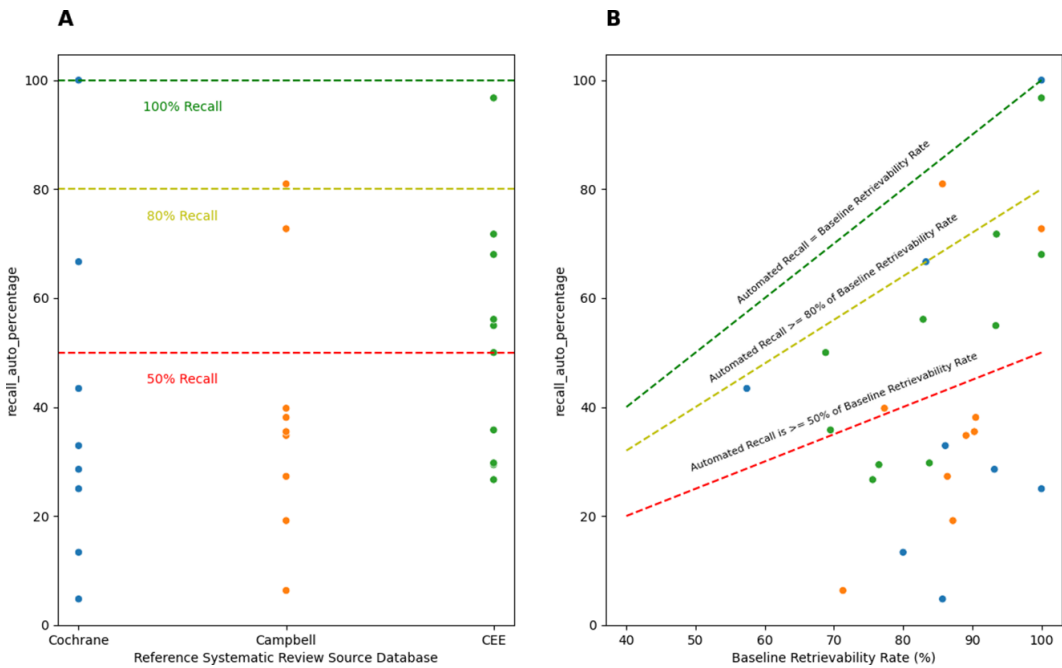 A
B
100
80
60
40
20
0
recall_auto_percentage
100% Recall
80% Recall
50% Recall
Cochrane
Campbell
CEE
Reference Systematic Review Source Database
100
80
60
40
20
0
recall_auto_percentage
Automated Recall = Baseline Retrievability Rate
Automated Recall >= 80% of Baseline Retrievability Rate
Automated Recall is >= 50% of Baseline Retrievability Rate
40 50 60 70 80 90 100
Baseline Retrievability Rate (%)